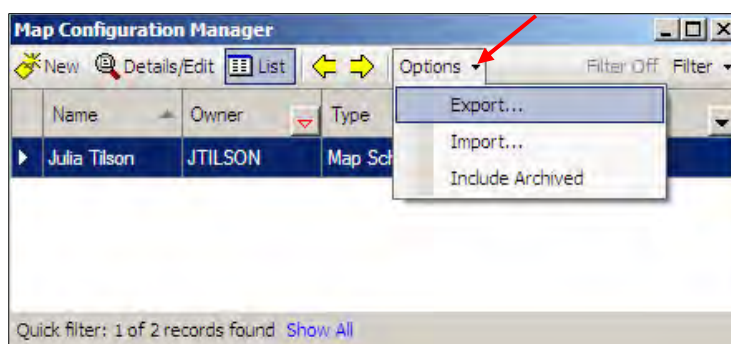 Map Configuration Manager
New Details/Edit List Options Filter Off Filter
Name Owner Type
Export...
Julia Tilson JTILSON Map Sch
Import...
Include Archived
Quick filter: 1 of 2 records found Show All